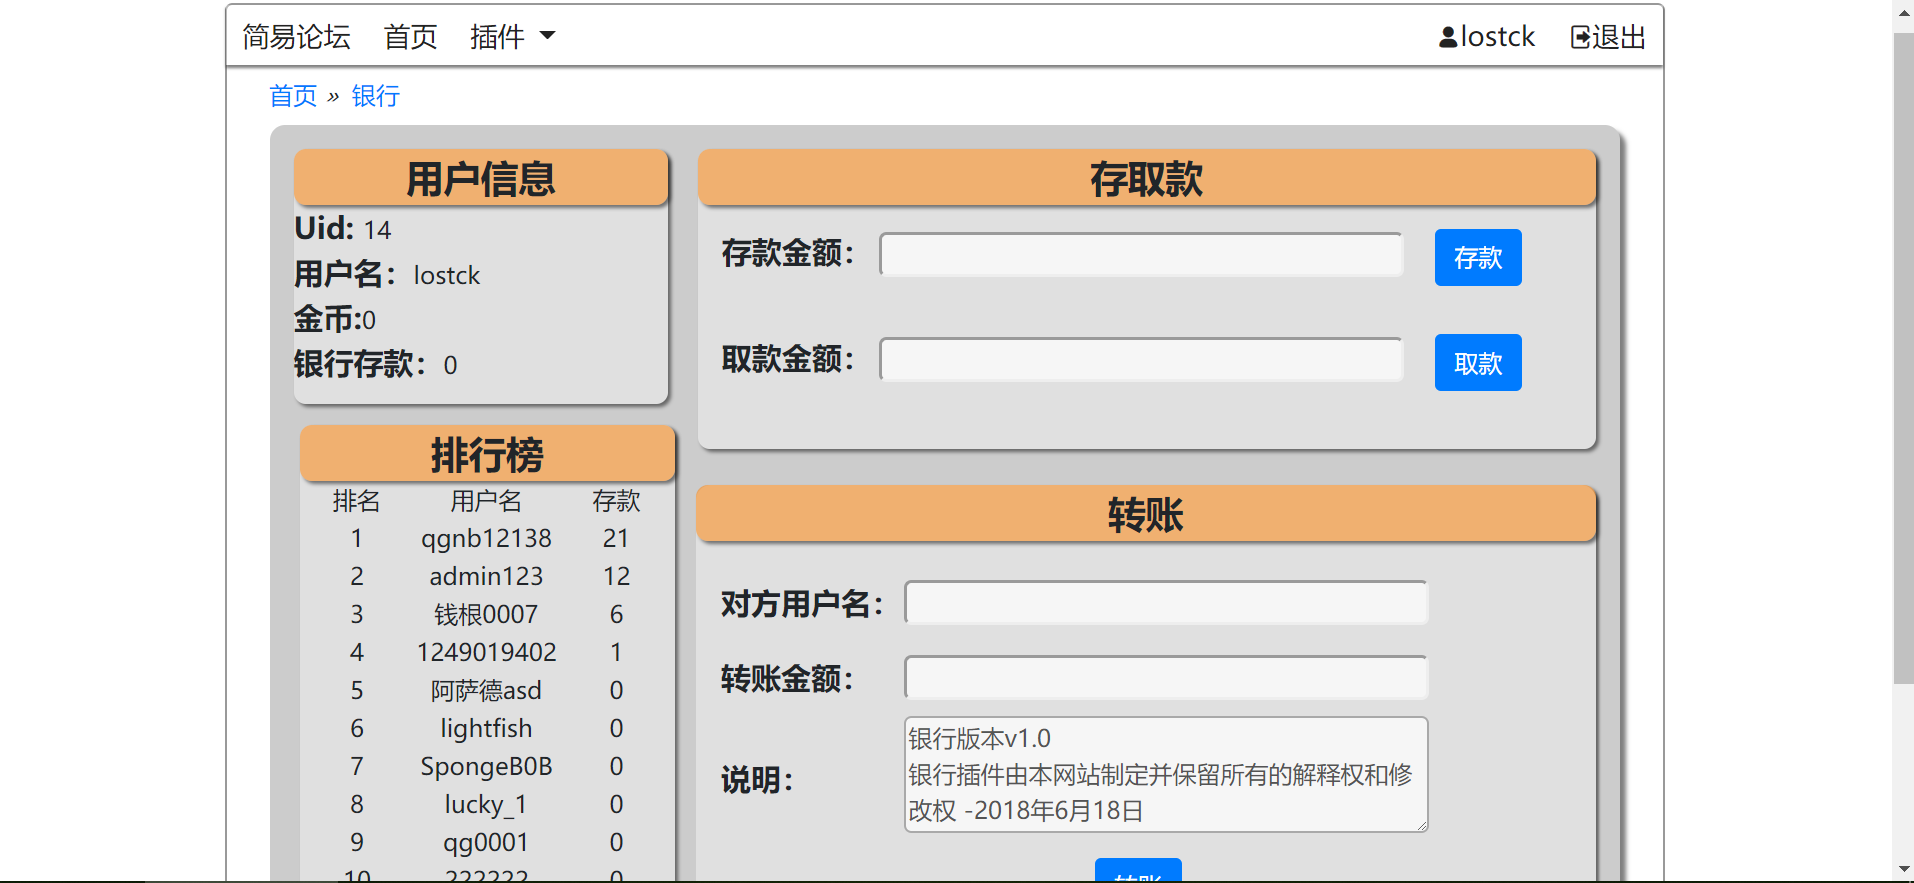 简易论坛 首页 插件 lostck 退出
首页 » 银行
用户信息
Uid: 14
用户名：lostck
金币:0
银行存款：0
排行榜
排名 用户名 存款
1 qgnb12138 21
2 admin123 12
3 钱根0007 6
4 1249019402 1
5 阿萨德asd 0
6 lightfish 0
7 SpongeB0B 0
8 lucky_1 0
9 qg0001 0
10 222222 0
存取款
存款金额： 存款
取款金额： 取款
转账
对方用户名：
转账金额：
说明：
银行版本v1.0
银行插件由本网站制定并保留所有的解释权和修
改权 -2018年6月18日
转账